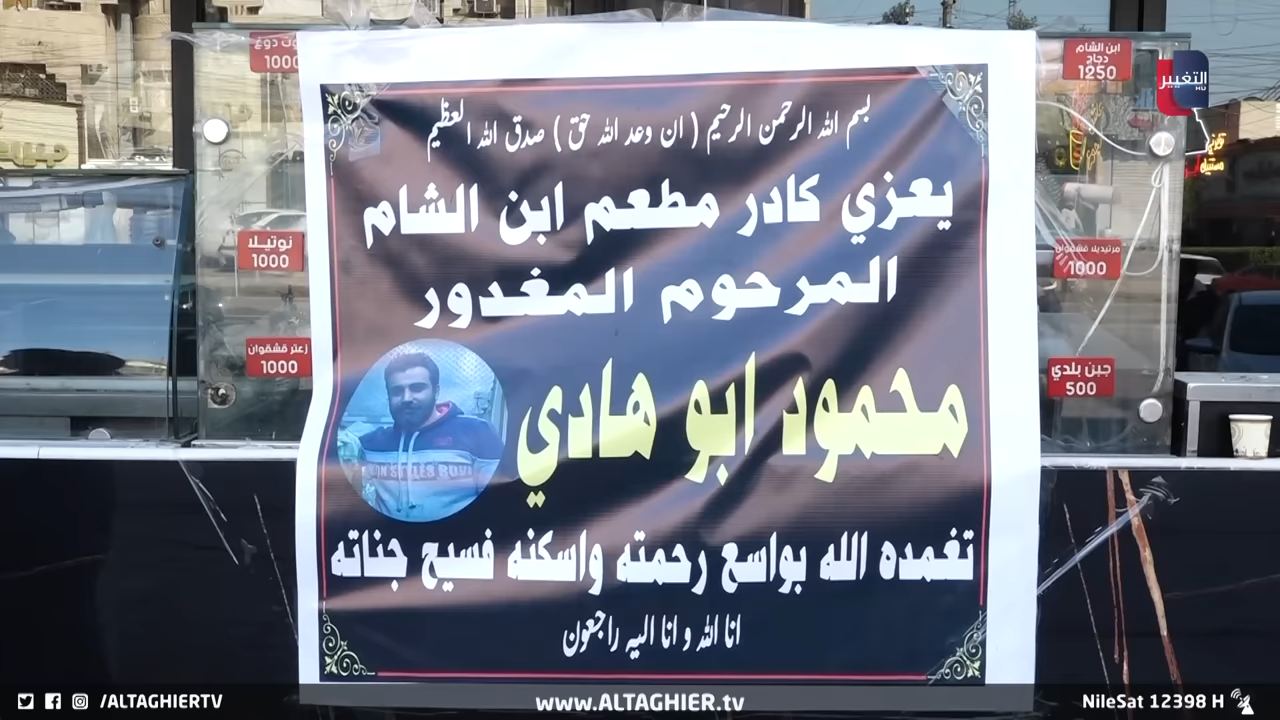 بسم الله الرحمن الرحيم ( ان وعد الله حق ) صدق الله العظيم
يعزي كادر مطعم ابن الشام
المرحوم المغدور
محمود ابو هادي
تغمده الله بواسع رحمته واسكنه فسيح جناته
انا لله و انا اليه راجعون
1000
نوتيلا
1000
زعتر قشقوان
1000
ابن الشام
دجاج
1250
مرتديلا قشقوان
1000
جبن بلدي
500
التغيير
HD
/ALTAGHIERTV
www.ALTAGHIER.tv
NileSat 12398 H